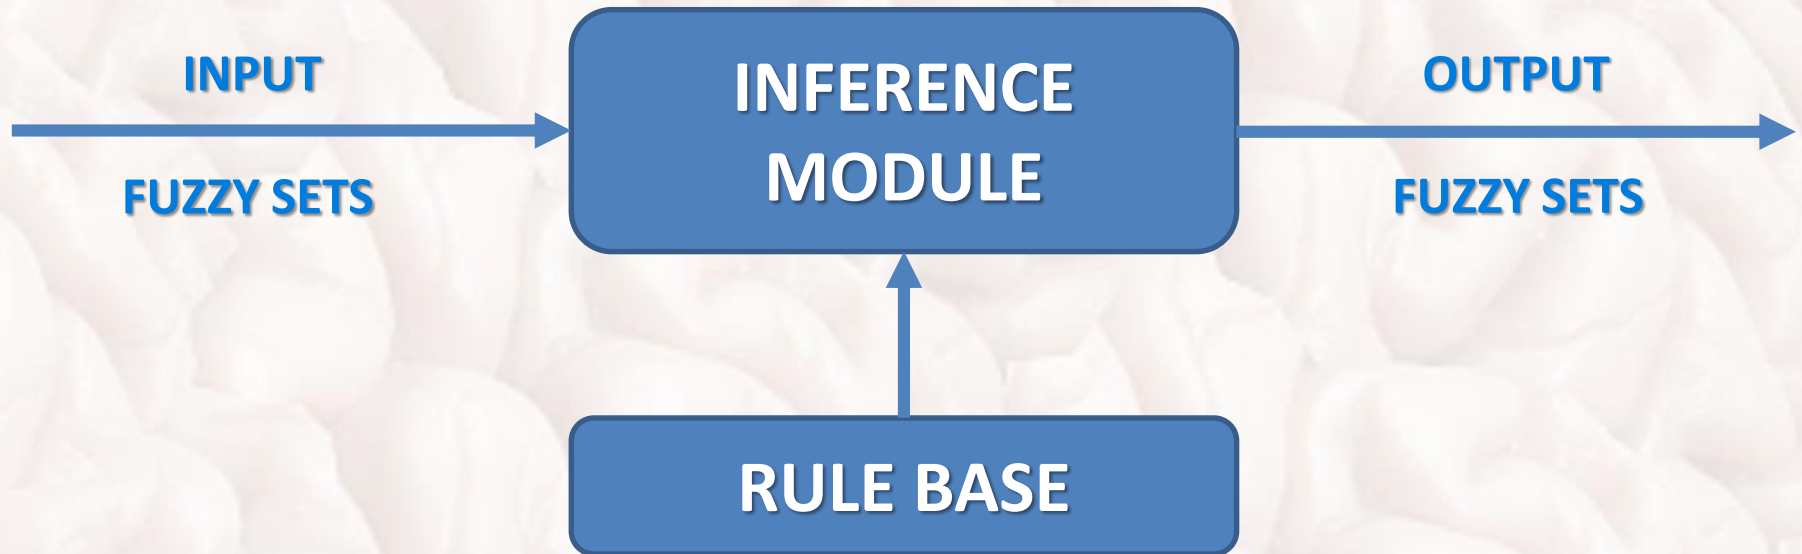 INPUT
FUZZY SETS
INFERENCE
MODULE
OUTPUT
FUZZY SETS
RULE BASE